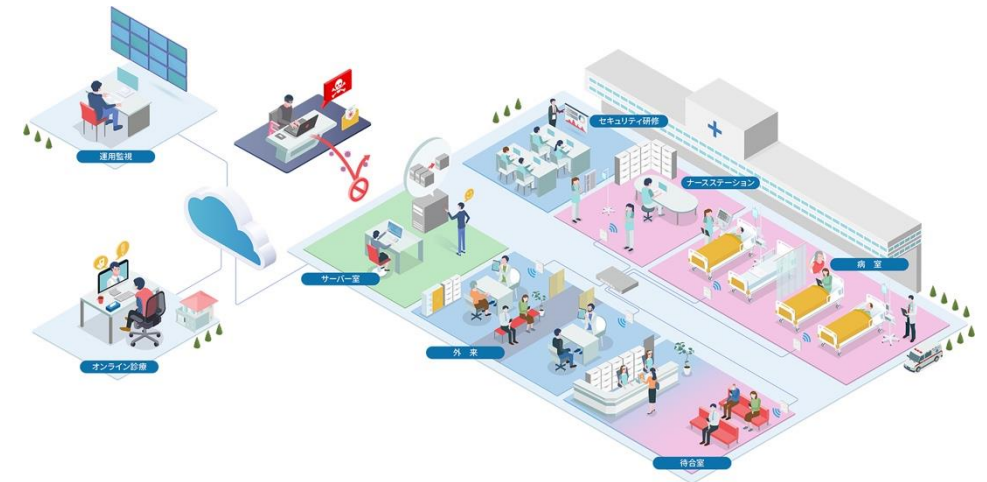 運用監視
セキュリティ研修
ナースステーション
病 室
サーバー室
外 来
オンライン診療
待合室